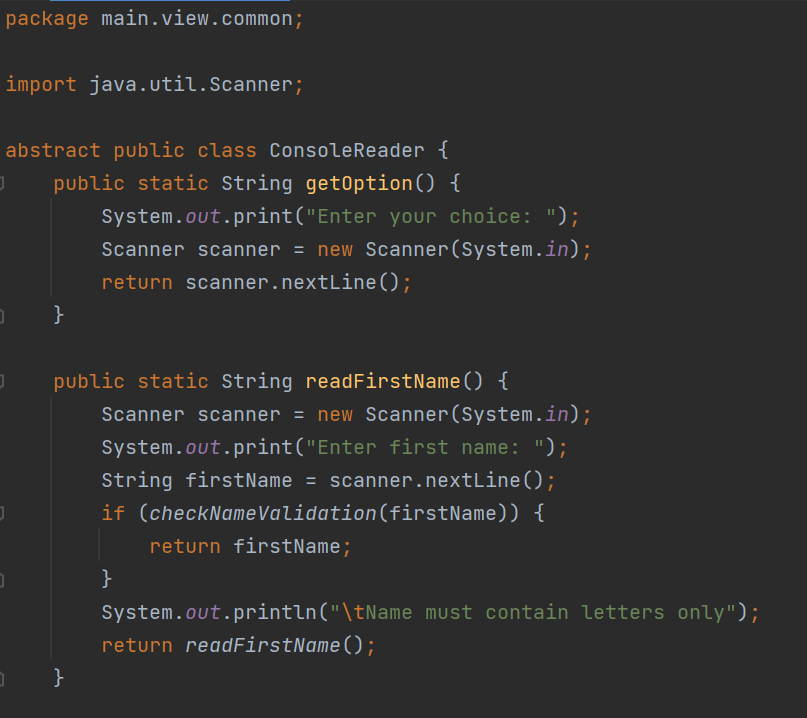 package main.view.common;
import java.util.Scanner;
abstract public class ConsoleReader {
    public static String getOption() {
        System.out.print("Enter your choice: ");
        Scanner scanner = new Scanner(System.in);
        return scanner.nextLine();
    }
    public static String readFirstName() {
        Scanner scanner = new Scanner(System.in);
        System.out.print("Enter first name: ");
        String firstName = scanner.nextLine();
        if (checkNameValidation(firstName)) {
            return firstName;
        }
        System.out.println("\tName must contain letters only");
        return readFirstName();
    }